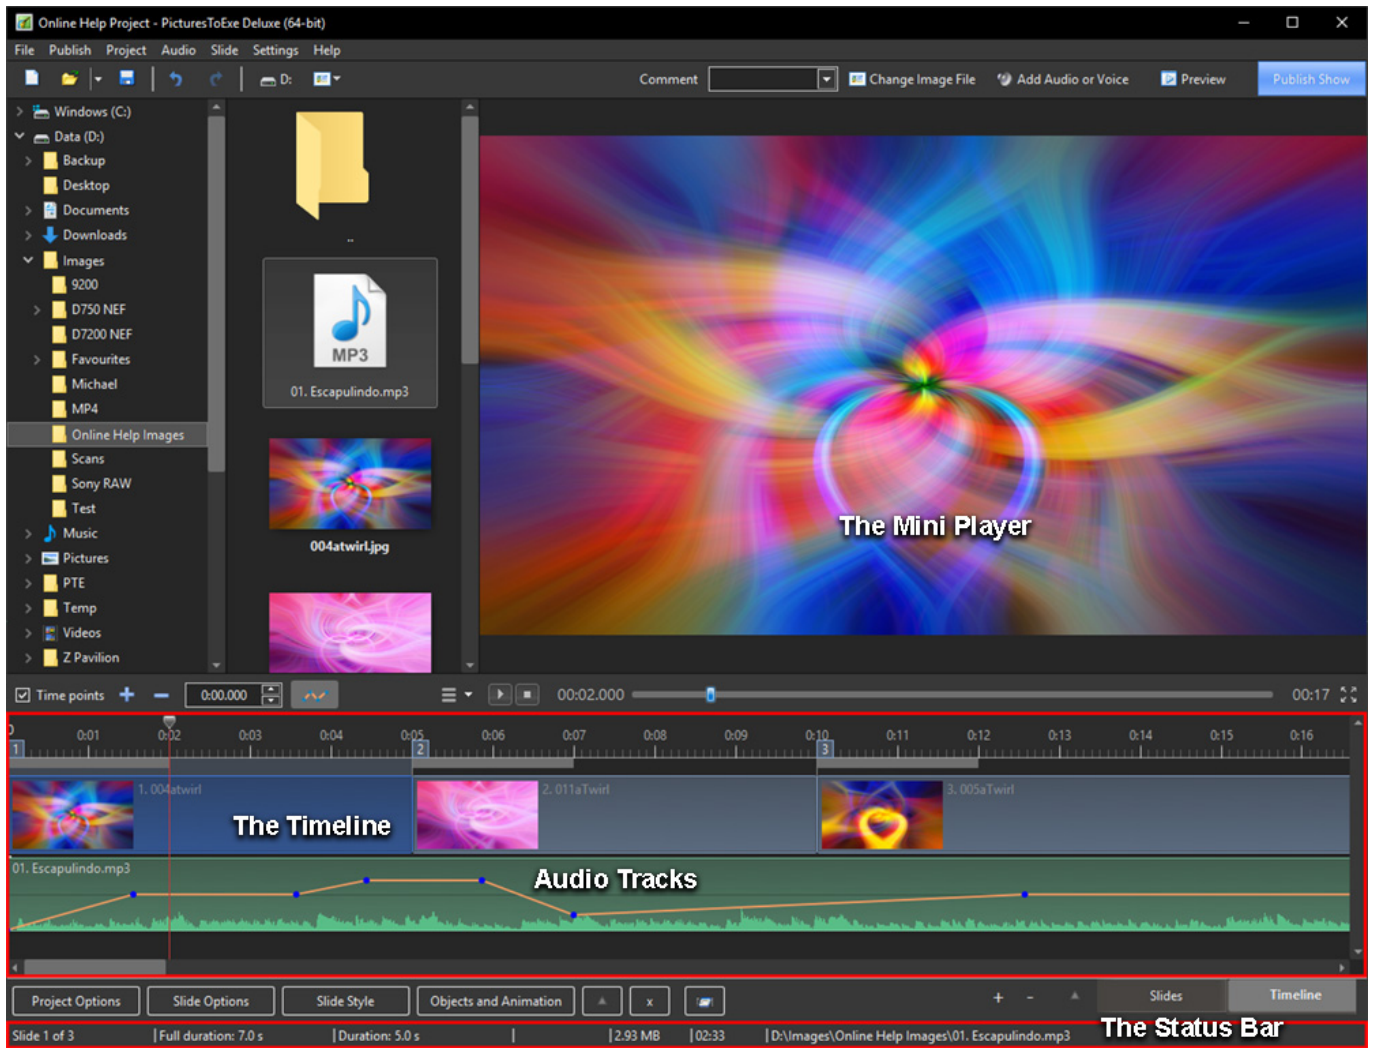 Online Help Project - PicturesToExe Deluxe (64-bit)
File Publish Project Audio Slide Settings Help
D: Comment Change Image File Add Audio or Voice Preview Publish Show
Windows (C:)
Data (D:)
Backup
Desktop
Documents
Downloads
Images
9200
D750 NEF
D7200 NEF
Favourites
Michael
MP4
Online Help Images
Scans
Sony RAW
Test
Music
Pictures
PTE
Temp
Videos
Z Pavilion
..
MP3
01. Escapulindo.mp3
004atwirl.jpg
The Mini Player
Time points 0:00.000 00:02.000 00:17
0:01 0:02 0:03 0:04 0:05 0:06 0:07 0:08 0:09 0:10 0:11 0:12 0:13 0:14 0:15 0:16
1 2 3
1. 004atwirl 2. 011aTwirl 3. 005aTwirl
The Timeline
01. Escapulindo.mp3
Audio Tracks
Project Options Slide Options Slide Style Objects and Animation x + - Slides Timeline
Slide 1 of 3 |Full duration: 7.0 s |Duration: 5.0 s | |2.93 MB |02:33 |D:\Images\Online Help Images\01. Escapulindo.mp3
The Status Bar